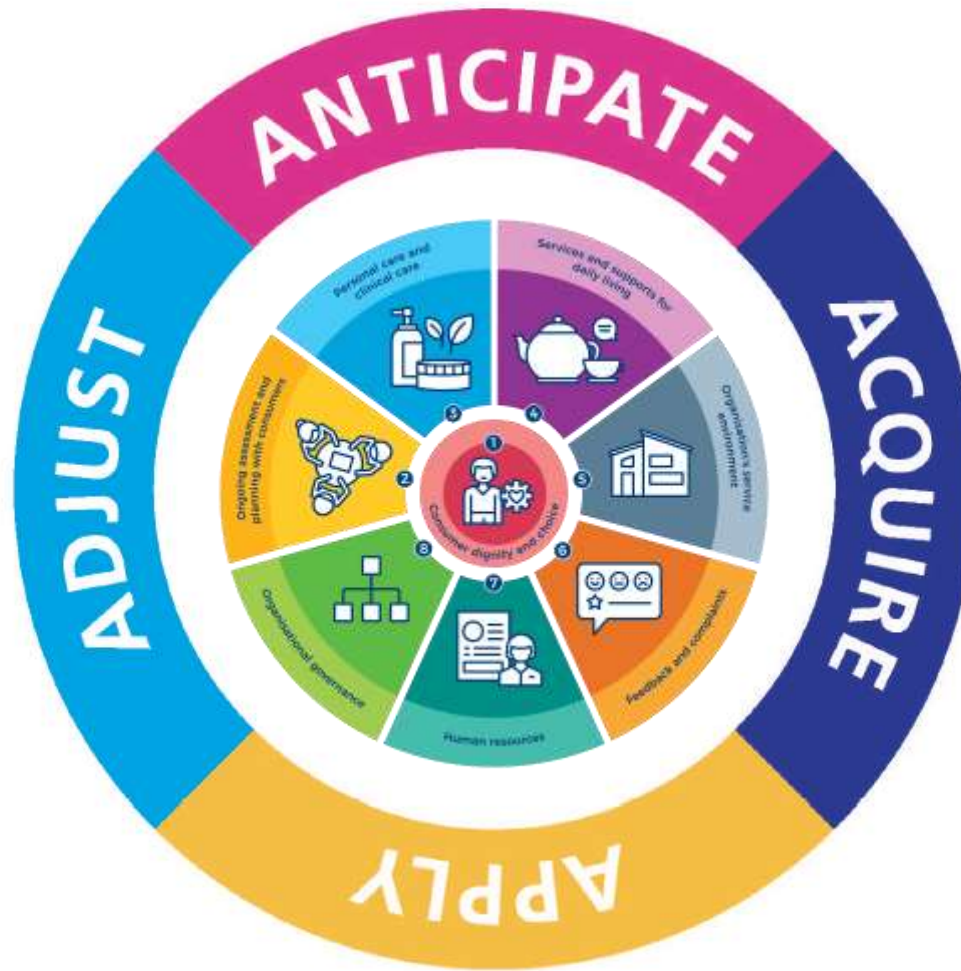 ANTICIPATE
ACQUIRE
APPLY
ADJUST
1
Consumer dignity and choice
2
Ongoing assessment and
planning with consumers
3
Personal care and
clinical care
4
Services and supports for
daily living
5
Organisation's service
environment
6
Feedback and complaints
7
Human resources
8
Organisational governance